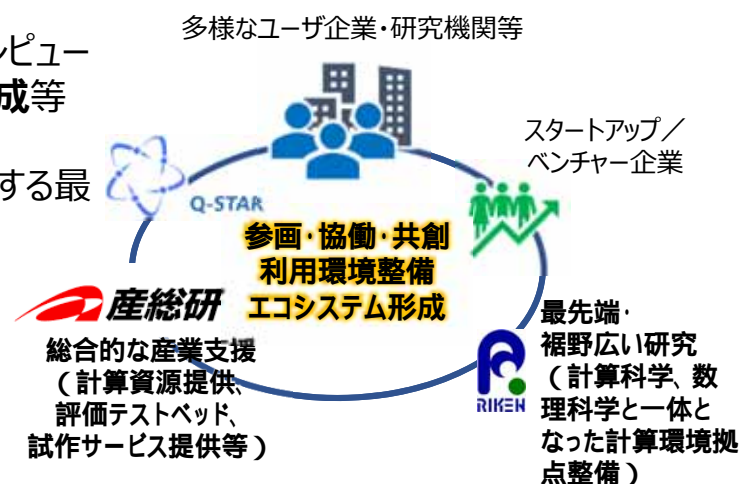 多様なユーザ企業・研究機関等
ンピュー
成等
する最
スタートアップ／
ベンチャー企業
Q-STAR
参画・協働・共創
利用環境整備
エコシステム形成
産総研
総合的な産業支援
（計算資源提供、
評価テストベッド、
試作サービス提供等）
最先端・
裾野広い研究
（計算科学、数
理科学と一体と
なった計算環境拠
点整備）
RIKEN